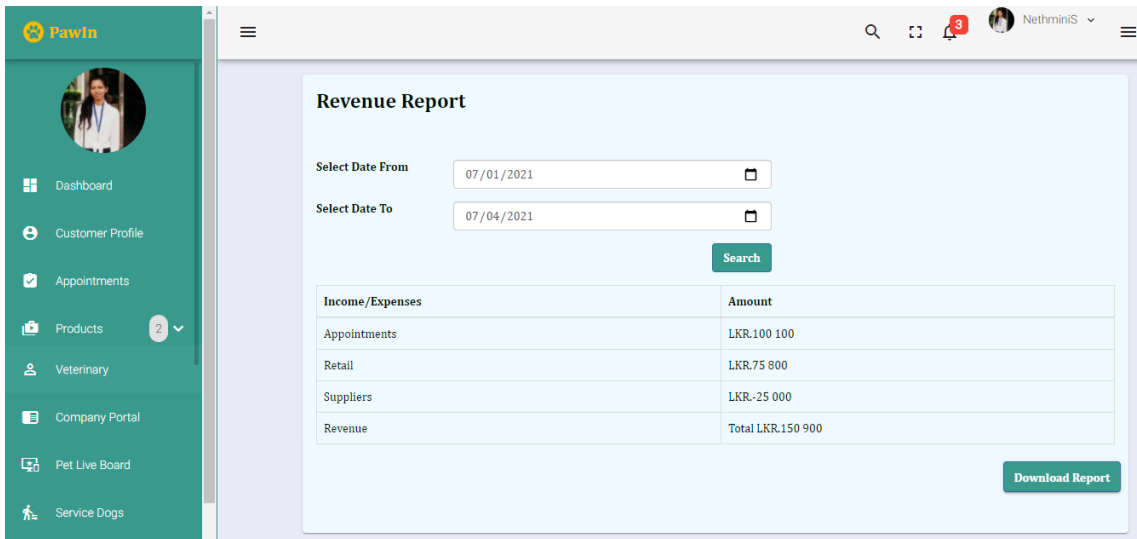 PawIn
3
NethminiS
Dashboard
Customer Profile
Appointments
Products 2
Veterinary
Company Portal
Pet Live Board
Service Dogs
Revenue Report
Select Date From 07/01/2021
Select Date To 07/04/2021
Search
Income/Expenses Amount
Appointments LKR.100 100
Retail LKR.75 800
Suppliers LKR.-25 000
Revenue Total LKR.150 900
Download Report